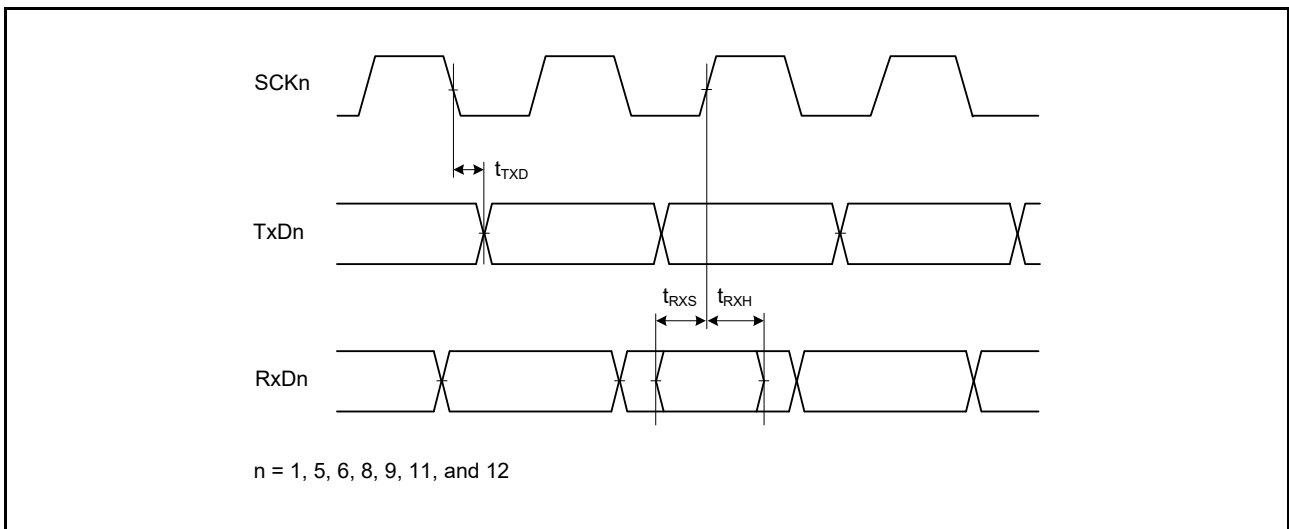 SCKn
tTXD
TxDn
tRXS tRXH
RxDn
n = 1, 5, 6, 8, 9, 11, and 12